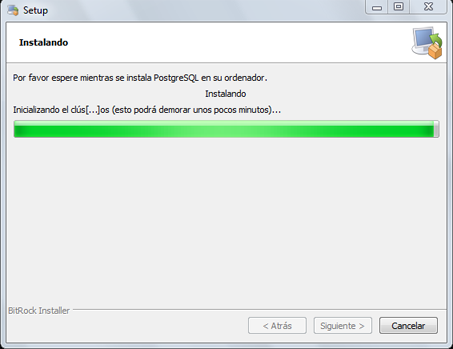 Setup
Instalando
Por favor espere mientras se instala PostgreSQL en su ordenador.
Instalando
Inicializando el clús[...]os (esto podrá demorar unos pocos minutos)...
BitRock Installer
< Atrás
Siguiente >
Cancelar